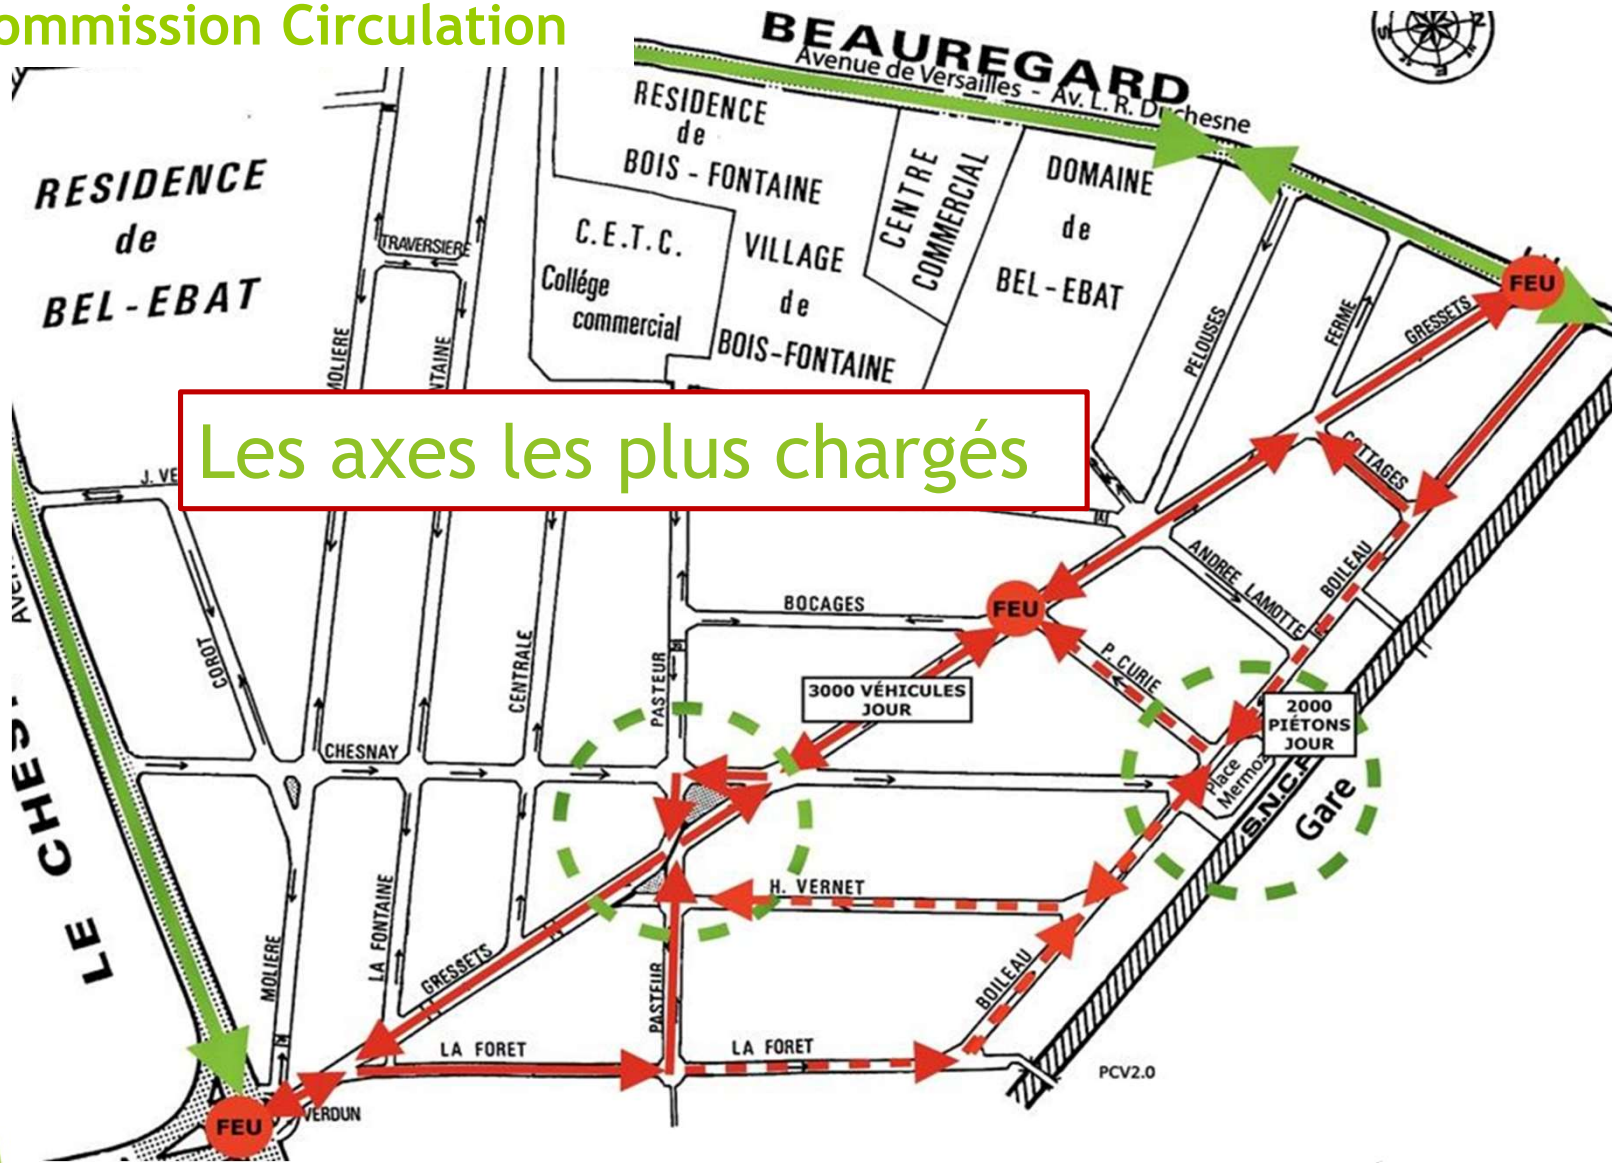 ommission Circulation
BEAUREGARD
Avenue de Versailles - Av. L. R. Duchesne
RESIDENCE
de
BOIS - FONTAINE
CENTRE
COMMERCIAL
DOMAINE
de
BEL - EBAT
RESIDENCE
de
BEL - EBAT
C.E.T.C.
Collége
commercial
VILLAGE
de
BOIS-FONTAINE
TRAVERSIERE
MOLIERE
NTAINE
PELOUSES
FERME
GRESSETS
FEU
Les axes les plus chargés
J. VE
COTTAGES
ANDREE LAMOTTE
BOILEAU
BOCAGES
FEU
P. CURIE
COROT
CENTRALE
PASTEUR
3000 VÉHICULES
JOUR
2000
PIÉTONS
JOUR
CHESNAY
Place
Mermoz
S.N.C.F
Gare
LE CHES
H. VERNET
MOLIERE
LA FONTAINE
GRESSETS
PASTEUR
BOILEAU
LA FORET
LA FORET
PCV2.0
VERDUN
FEU